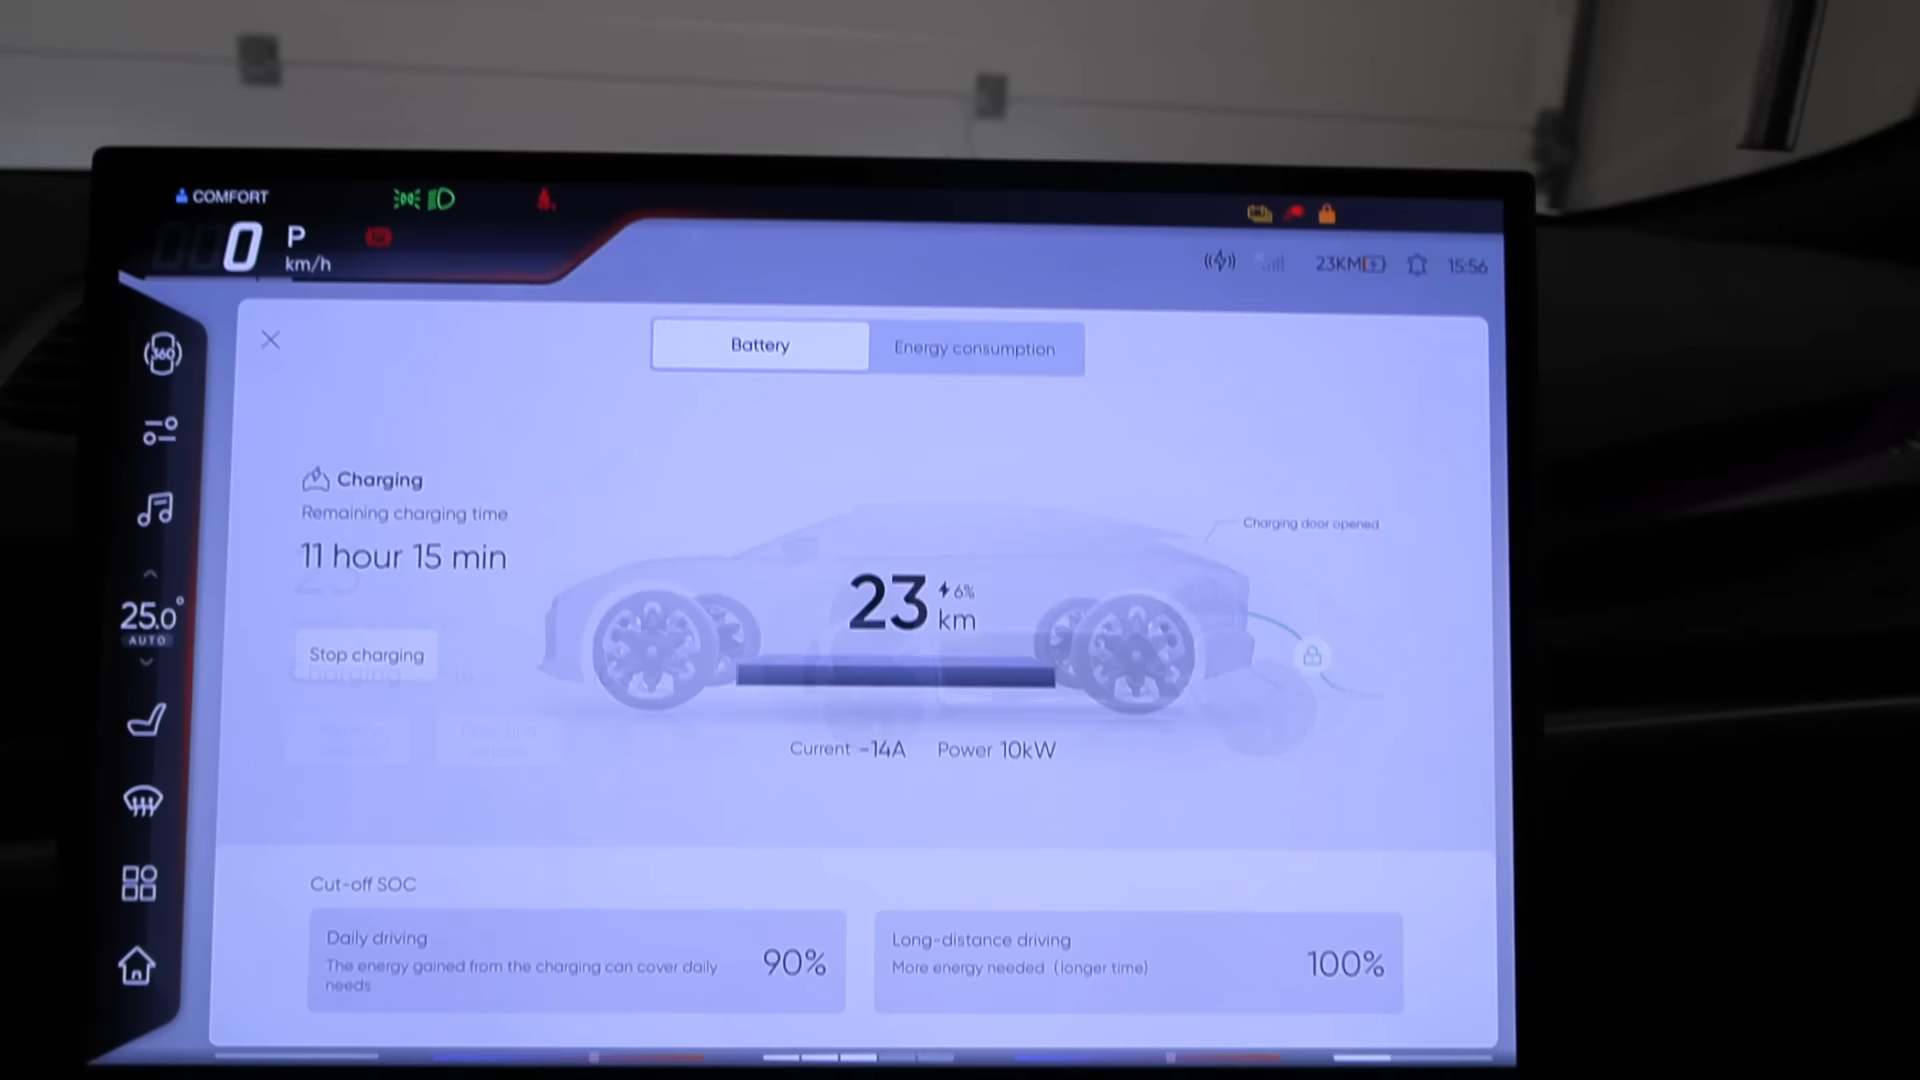 COMFORT
0
P
km/h
23KM
15:56
360
Battery
Energy consumption
Charging
Remaining charging time
11 hour 15 min
Charging door opened
23
6%
km
25.0°
AUTO
Stop charging
Current -14A
Power 10kW
Cut-off SOC
Daily driving
The energy gained from the charging can cover daily
needs
90%
Long-distance driving
More energy needed (longer time)
100%